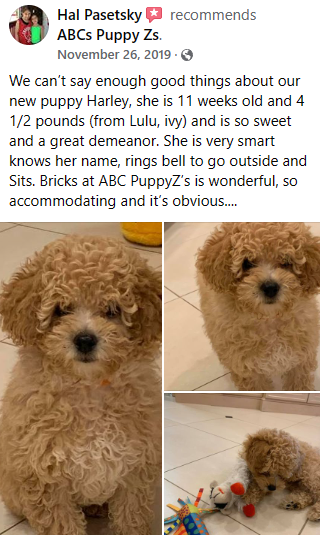 Hal Pasetsky recommends
ABCs Puppy Zs.
November 26, 2019 ·
We can't say enough good things about our
new puppy Harley, she is 11 weeks old and 4
1/2 pounds (from Lulu, ivy) and is so sweet
and a great demeanor. She is very smart
knows her name, rings bell to go outside and
Sits. Bricks at ABC PuppyZ's is wonderful, so
accommodating and it's obvious....